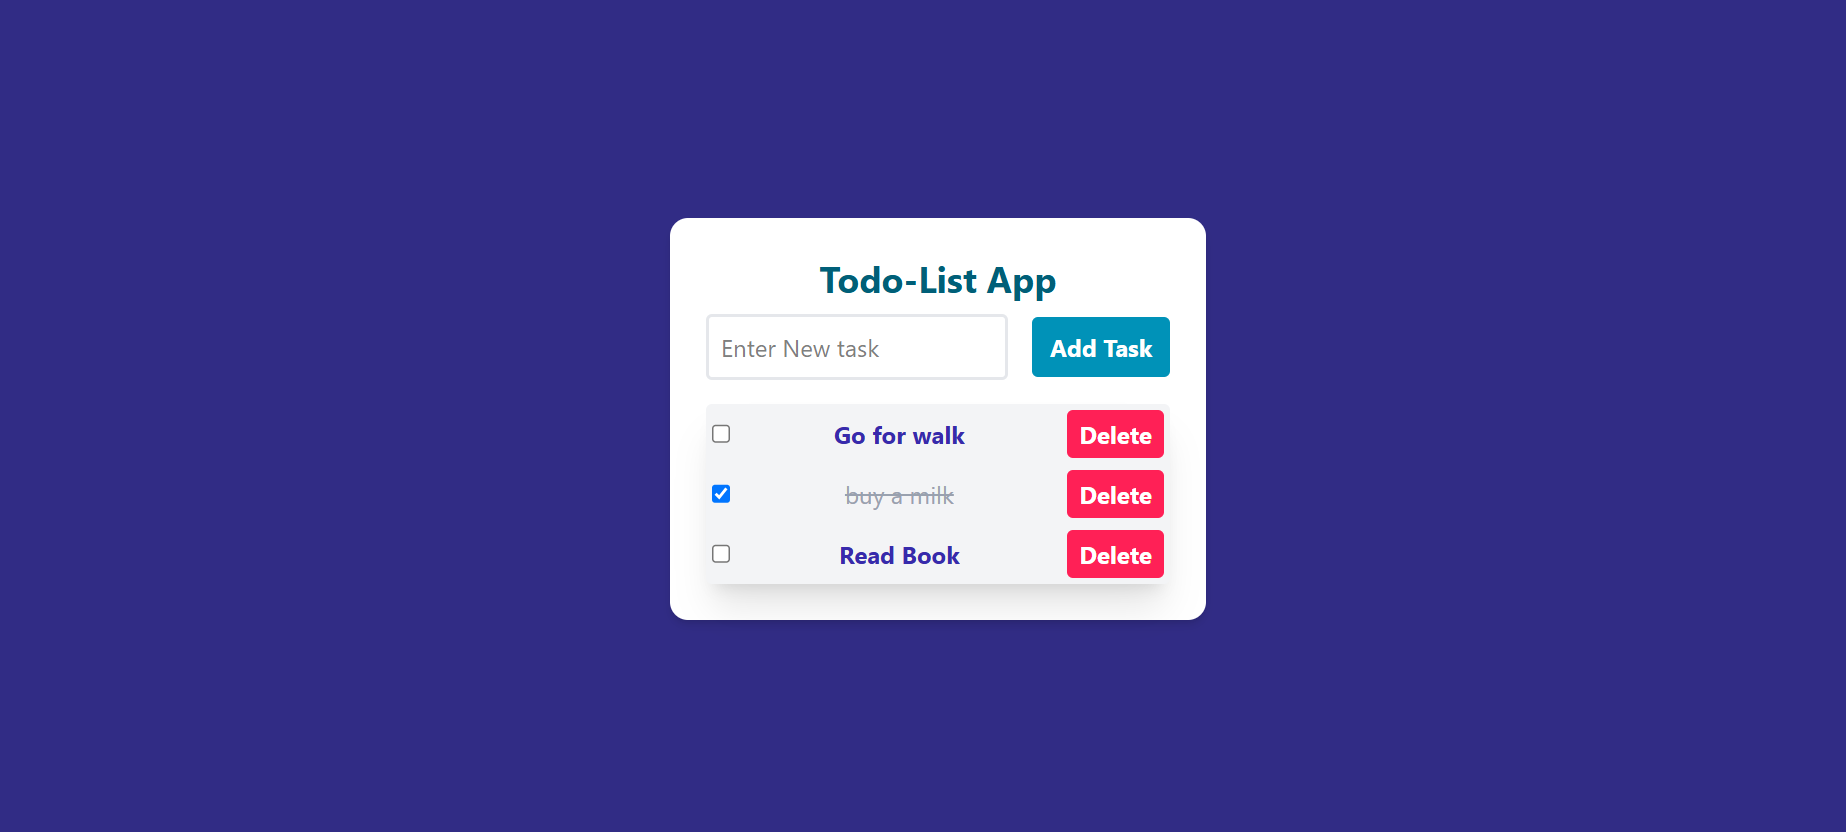 Todo-List App
Enter New task
Add Task
Go for walk
Delete
buy a milk
Delete
Read Book
Delete